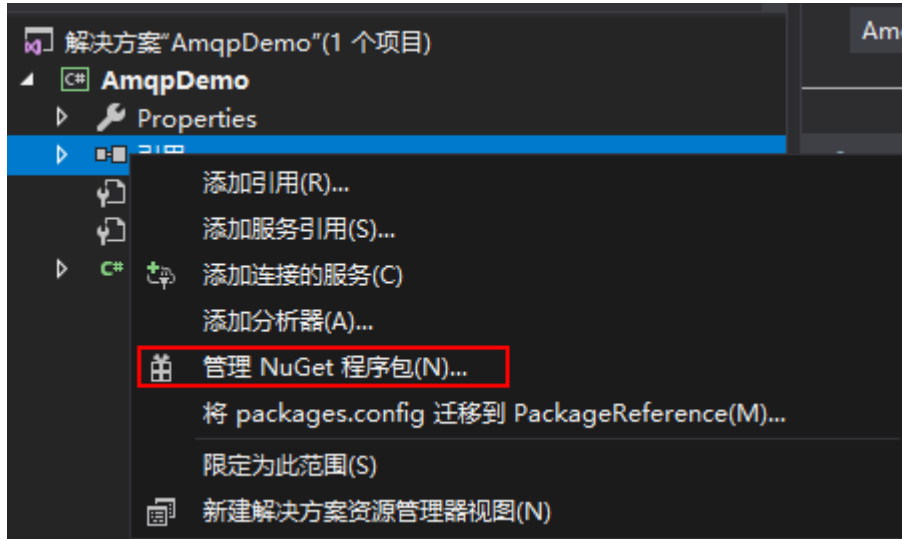 解决方案"AmqpDemo"(1 个项目)
Am
C# AmqpDemo
Properties
引用
添加引用(R)...
添加服务引用(S)...
C#
添加连接的服务(C)
添加分析器(A)...
管理 NuGet 程序包(N)...
将 packages.config 迁移到 PackageReference(M)...
限定为此范围(S)
新建解决方案资源管理器视图(N)